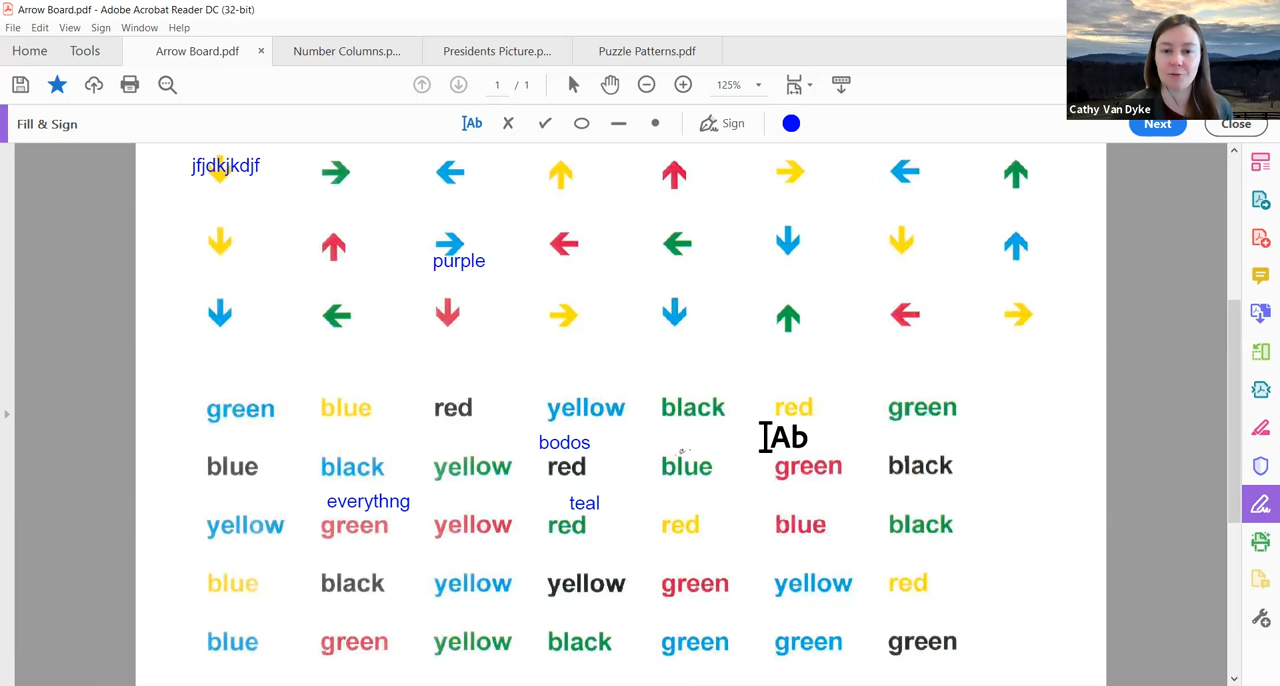 Arrow Board.pdf - Adobe Acrobat Reader DC (32-bit)
File Edit View Sign Window Help
Home Tools Arrow Board.pdf × Number Columns.p... Presidents Picture.p... Puzzle Patterns.pdf
1 / 1 125%
Cathy Van Dyke
Fill & Sign Ab Sign Next Close
jfjdkjkdjf
purple
green blue red yellow black red green
Ab
bodos
blue black yellow red blue green black
everythng teal
yellow green yellow red red blue black
blue black yellow yellow green yellow red
blue green yellow black green green green